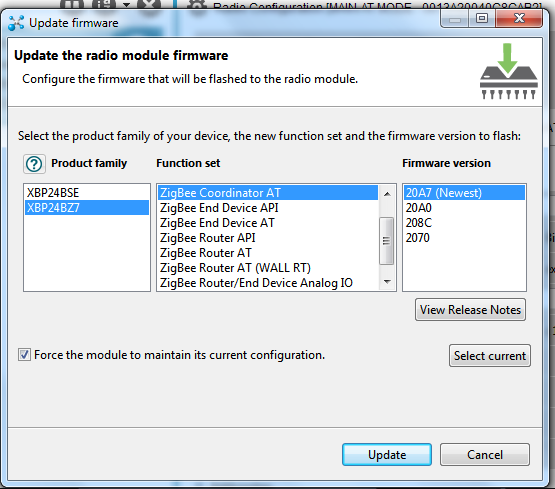 Radio Configuration [MAIN AT MODE - 0013A20040C8CAB2]
Update firmware
Update the radio module firmware
Configure the firmware that will be flashed to the radio module.
Select the product family of your device, the new function set and the firmware version to flash:
? Product family
Function set
Firmware version
XBP24BSE
XBP24BZ7
ZigBee Coordinator AT
ZigBee End Device API
ZigBee End Device AT
ZigBee Router API
ZigBee Router AT
ZigBee Router AT (WALL RT)
ZigBee Router/End Device Analog IO
20A7 (Newest)
20A0
208C
2070
View Release Notes
Force the module to maintain its current configuration.
Select current
Update
Cancel